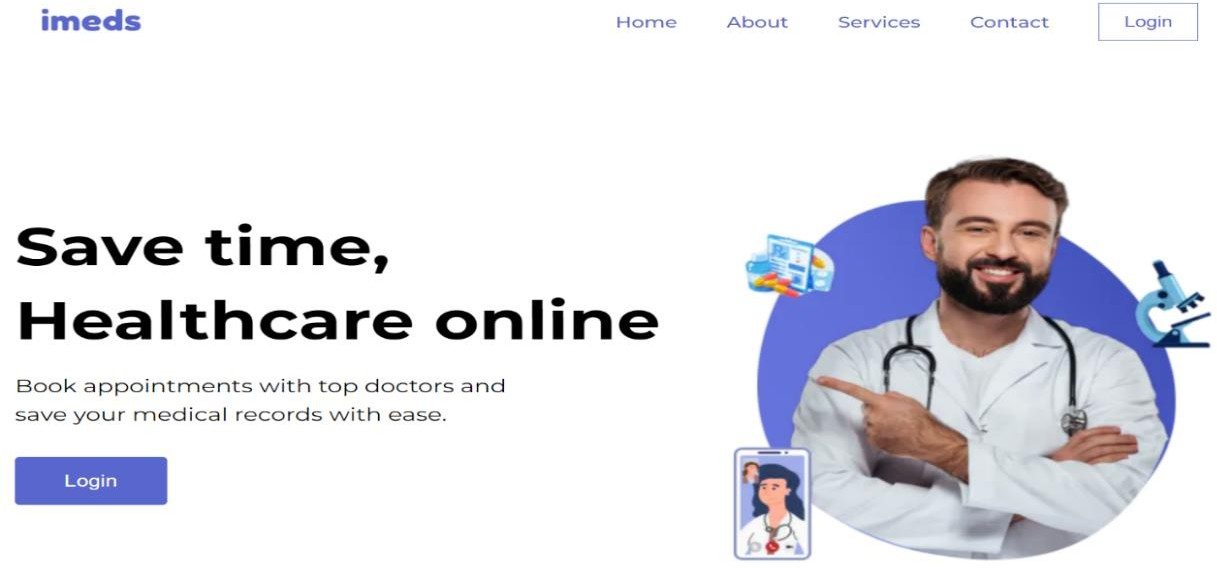 imeds
Home About Services Contact Login
Save time,
Healthcare online
Book appointments with top doctors and
save your medical records with ease.
Login